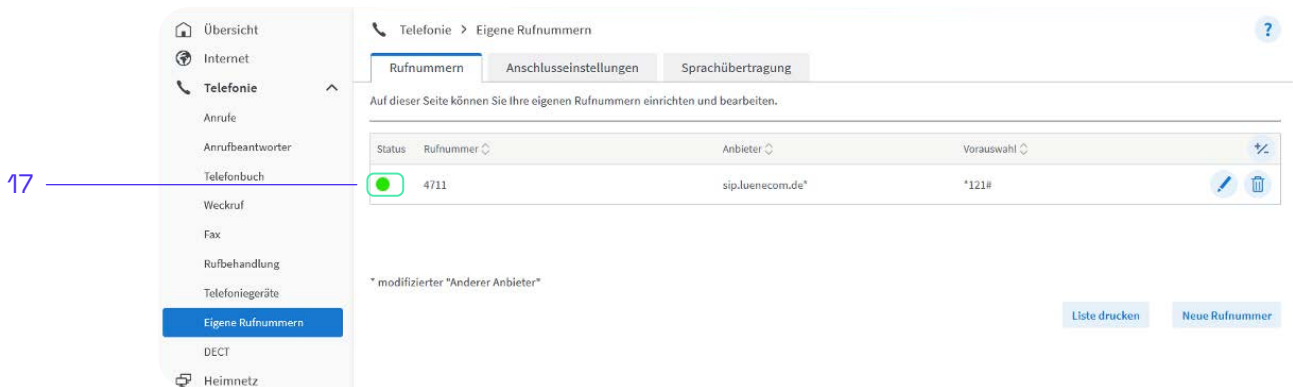 Übersicht
Internet
Telefonie
Anrufe
Anrufbeantworter
Telefonbuch
Weckruf
Fax
Rufbehandlung
Telefoniegeräte
Eigene Rufnummern
DECT
Heimnetz
17
Telefonie > Eigene Rufnummern ?
Rufnummern Anschlusseinstellungen Sprachübertragung
Auf dieser Seite können Sie Ihre eigenen Rufnummern einrichten und bearbeiten.
Status Rufnummer Anbieter Vorauswahl +/-
4711 sip.luenecom.de* *121#
* modifizierter "Anderer Anbieter"
Liste drucken Neue Rufnummer